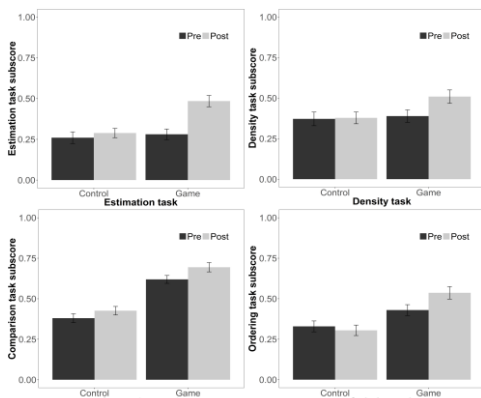 1.00
0.75
0.50
0.25
0.00
Estimation task subscore
Pre Post
Control Game
Estimation task
1.00
0.75
0.50
0.25
0.00
Density task subscore
Pre Post
Control Game
Density task
1.00
0.75
0.50
0.25
0.00
Comparison task subscore
Pre Post
Control Game
1.00
0.75
0.50
0.25
0.00
Ordering task subscore
Pre Post
Control Game